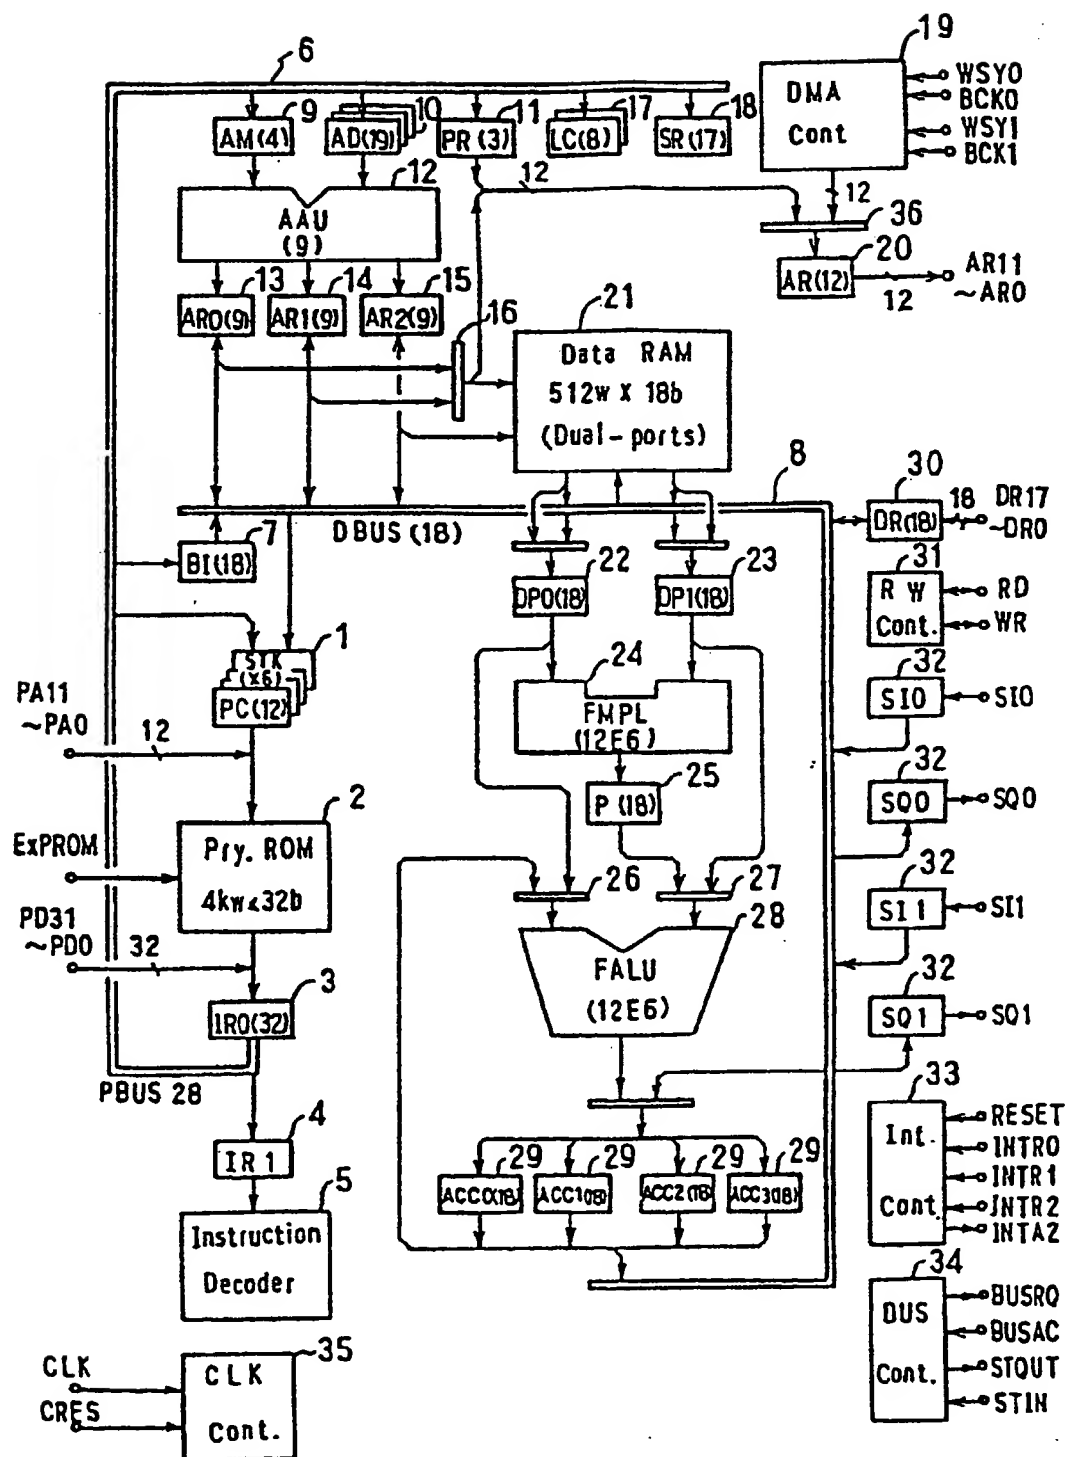 6
19
DMA
Cont
WSY0
BCK0
WSY1
BCK1
9
10
11
17
18
AM(4)
AD(19)
PR(3)
LC(8)
SR(17)
12
12
12
36
AAU
(9)
20
AR(12)
12
AR11
~AR0
13
14
15
16
AR0(9)
AR1(9)
AR2(9)
21
Data RAM
512w X 18b
(Dual-ports)
8
30
DR(18)
18
DR17
~DR0
DBUS (18)
7
BI(18)
22
23
DP0(18)
DP1(18)
31
R W
Cont.
RD
WR
1
STK
(x6)
PC(12)
24
FMPL
(12E6)
32
SI0
SI0
PA11
~PA0
12
25
P(18)
32
SQ0
SQ0
2
Pry. ROM
4kw x 32b
ExPROM
26
27
28
32
SI1
SI1
PD31
~PD0
32
FALU
(12E6)
3
IR0(32)
32
SQ1
SQ1
PBUS 28
4
IR1
33
Int.
Cont.
RESET
INTR0
INTR1
INTR2
INTA2
29
29
29
29
ACC0(18)
ACC1(18)
ACC2(18)
ACC3(18)
5
Instruction
Decoder
34
DUS
Cont.
BUSRQ
BUSAC
STOUT
STIN
35
CLK
Cont.
CLK
CRES